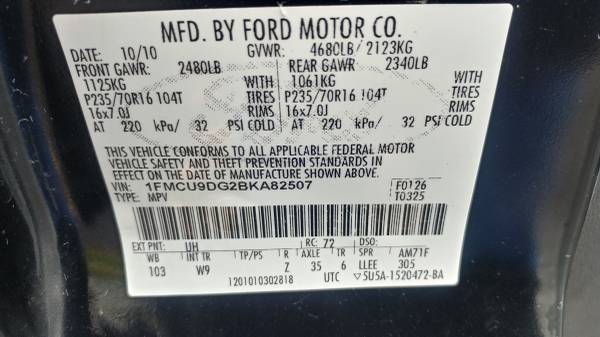 MFD. BY FORD MOTOR CO.
DATE: 10/10 GVWR: 4680LB/ 2123KG
FRONT GAWR: 2480LB REAR GAWR: 2340LB
1125KG WITH 1061KG WITH
P235/70R16 104T TIRES P235/70R16 104T TIRES
16x7.0J RIMS 16x7.0J RIMS
AT 220 kPa/ 32 PSI COLD AT 220 kPa/ 32 PSI COLD
THIS VEHICLE CONFORMS TO ALL APPLICABLE FEDERAL MOTOR
VEHICLE SAFETY AND THEFT PREVENTION STANDARDS IN
EFFECT ON THE DATE OF MANUFACTURE SHOWN ABOVE.
VIN: 1FMCU9DG2BKA82507 F0126
TYPE: MPV T0325
EXT PNT: UH RC: 72 DSO:
WB INT TR TP/PS R AXLE TR SPR AM71F
103 W9 Z 35 6 LLEE 305
1201010302818 UTC ▽5U5A-1520472-BA